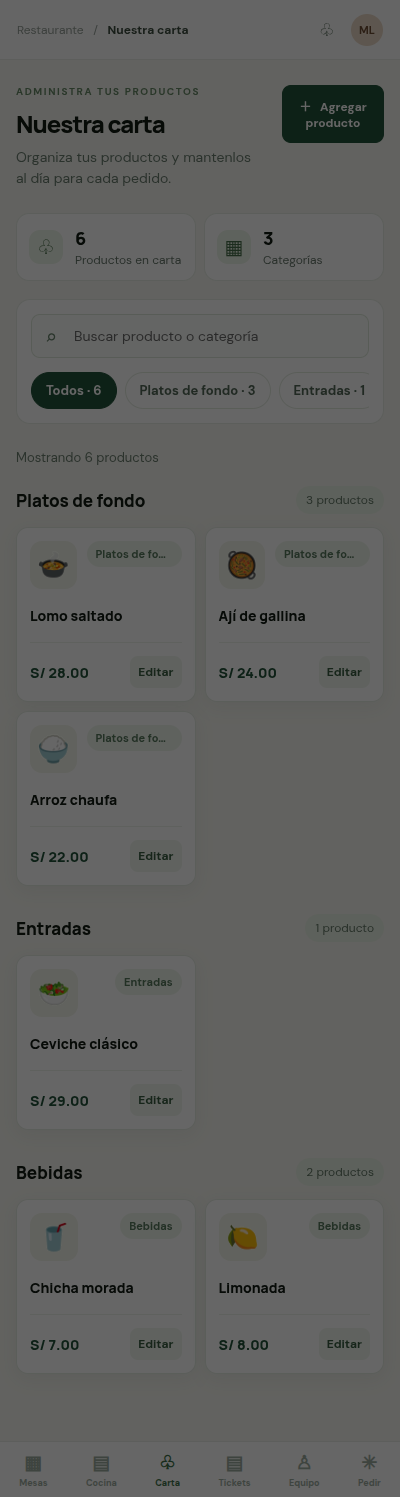 Restaurante / Nuestra carta
ML
ADMINISTRA TUS PRODUCTOS
Nuestra carta
+ Agregar
producto
Organiza tus productos y mantenlos
al día para cada pedido.
6
Productos en carta
3
Categorías
Buscar producto o categoría
Todos · 6
Platos de fondo · 3
Entradas · 1
Mostrando 6 productos
Platos de fondo
3 productos
Platos de fo...
Lomo saltado
S/ 28.00
Editar
Platos de fo...
Ají de gallina
S/ 24.00
Editar
Platos de fo...
Arroz chaufa
S/ 22.00
Editar
Entradas
1 producto
Entradas
Ceviche clásico
S/ 29.00
Editar
Bebidas
2 productos
Bebidas
Chicha morada
S/ 7.00
Editar
Bebidas
Limonada
S/ 8.00
Editar
Mesas
Cocina
Carta
Tickets
Equipo
Pedir